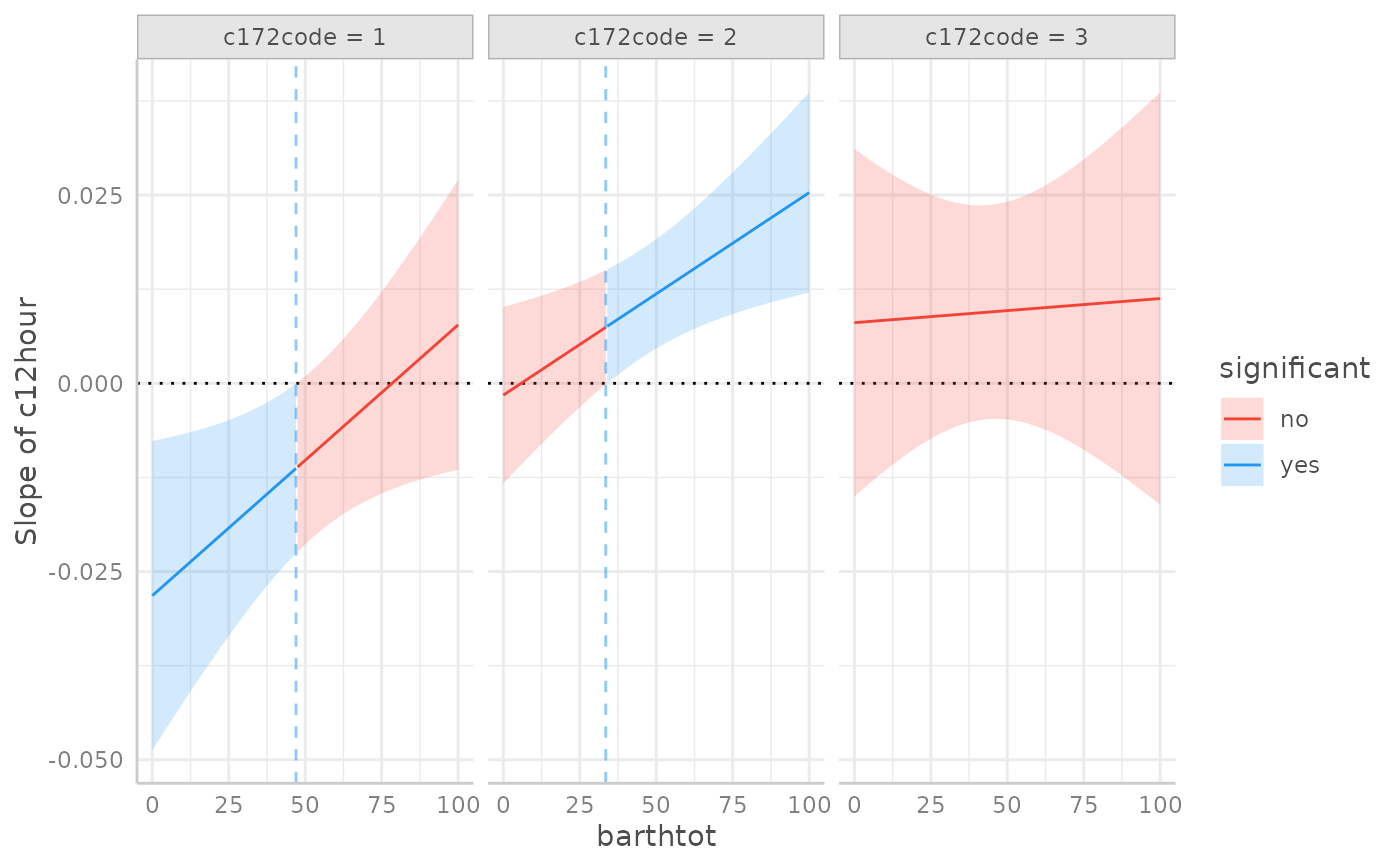 c172code = 1 c172code = 2 c172code = 3
0.025
0.000
-0.025
-0.050
Slope of c12hour
0 25 50 75 100 0 25 50 75 100 0 25 50 75 100
barthtot
significant
no
yes